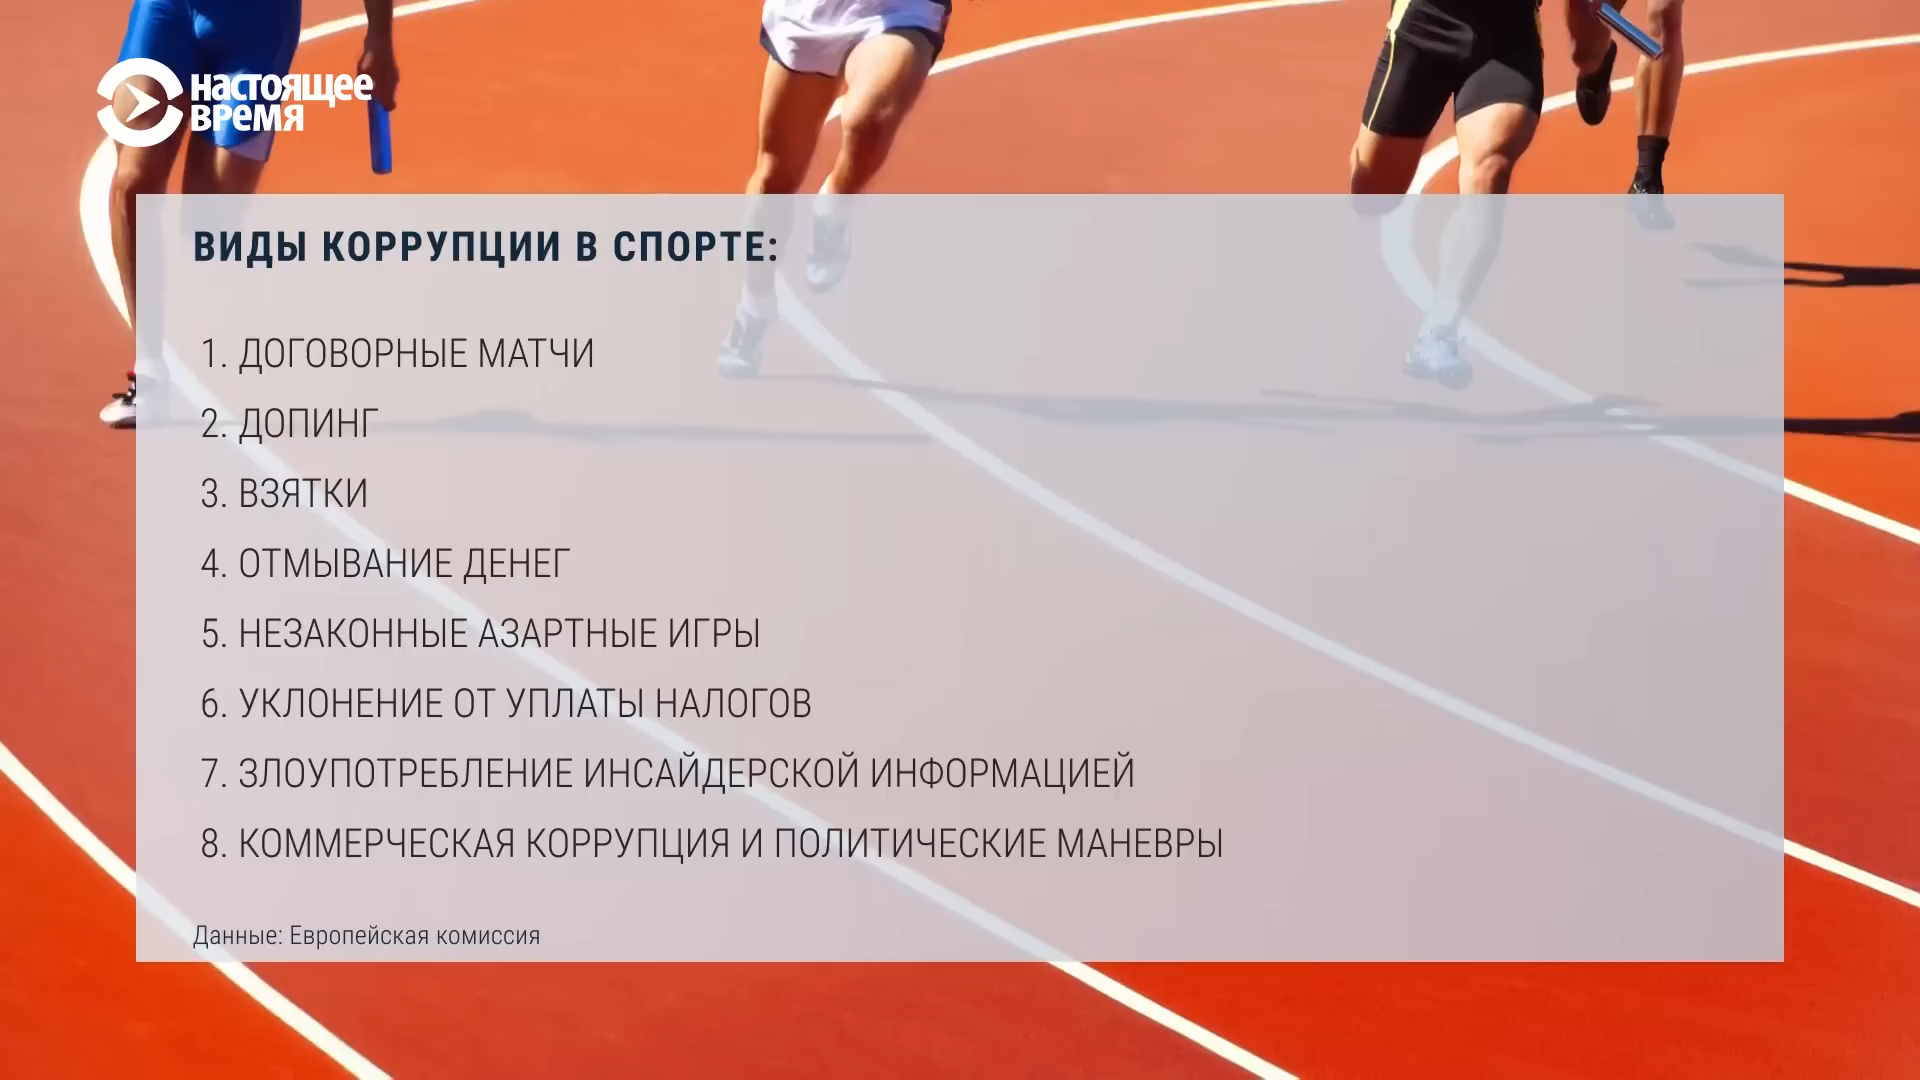 настоящее
время
ВИДЫ КОРРУПЦИИ В СПОРТЕ:
1. ДОГОВОРНЫЕ МАТЧИ
2. ДОПИНГ
3. ВЗЯТКИ
4. ОТМЫВАНИЕ ДЕНЕГ
5. НЕЗАКОННЫЕ АЗАРТНЫЕ ИГРЫ
6. УКЛОНЕНИЕ ОТ УПЛАТЫ НАЛОГОВ
7. ЗЛОУПОТРЕБЛЕНИЕ ИНСАЙДЕРСКОЙ ИНФОРМАЦИЕЙ
8. КОММЕРЧЕСКАЯ КОРРУПЦИЯ И ПОЛИТИЧЕСКИЕ МАНЕВРЫ
Данные: Европейская комиссия